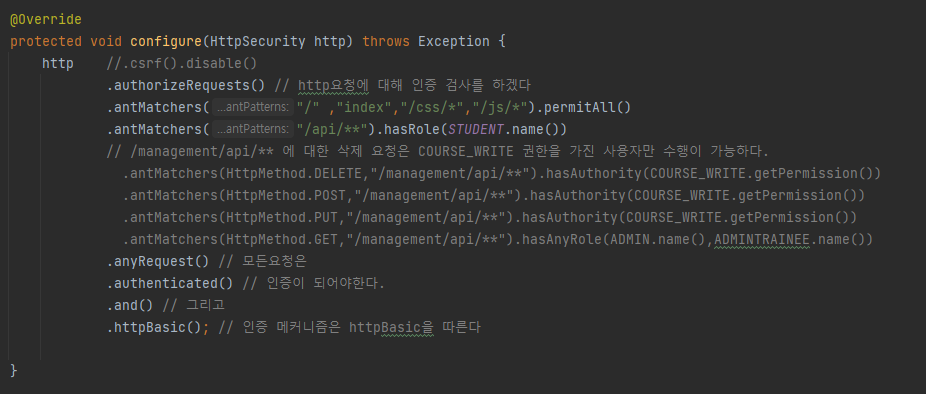 @Override
protected void configure(HttpSecurity http) throws Exception {
http //.csrf().disable()
.authorizeRequests() // http요청에 대해 인증 검사를 하겠다
.antMatchers( ...antPatterns: "/" ,"index","/css/*","/js/*").permitAll()
.antMatchers( ...antPatterns: "/api/**").hasRole(STUDENT.name())
// /management/api/** 에 대한 삭제 요청은 COURSE_WRITE 권한을 가진 사용자만 수행이 가능하다.
.antMatchers(HttpMethod.DELETE,"/management/api/**").hasAuthority(COURSE_WRITE.getPermission())
.antMatchers(HttpMethod.POST,"/management/api/**").hasAuthority(COURSE_WRITE.getPermission())
.antMatchers(HttpMethod.PUT,"/management/api/**").hasAuthority(COURSE_WRITE.getPermission())
.antMatchers(HttpMethod.GET,"/management/api/**").hasAnyRole(ADMIN.name(),ADMINTRAINEE.name())
.anyRequest() // 모든요청은
.authenticated() // 인증이 되어야한다.
.and() // 그리고
.httpBasic(); // 인증 메커니즘은 httpBasic을 따른다
}